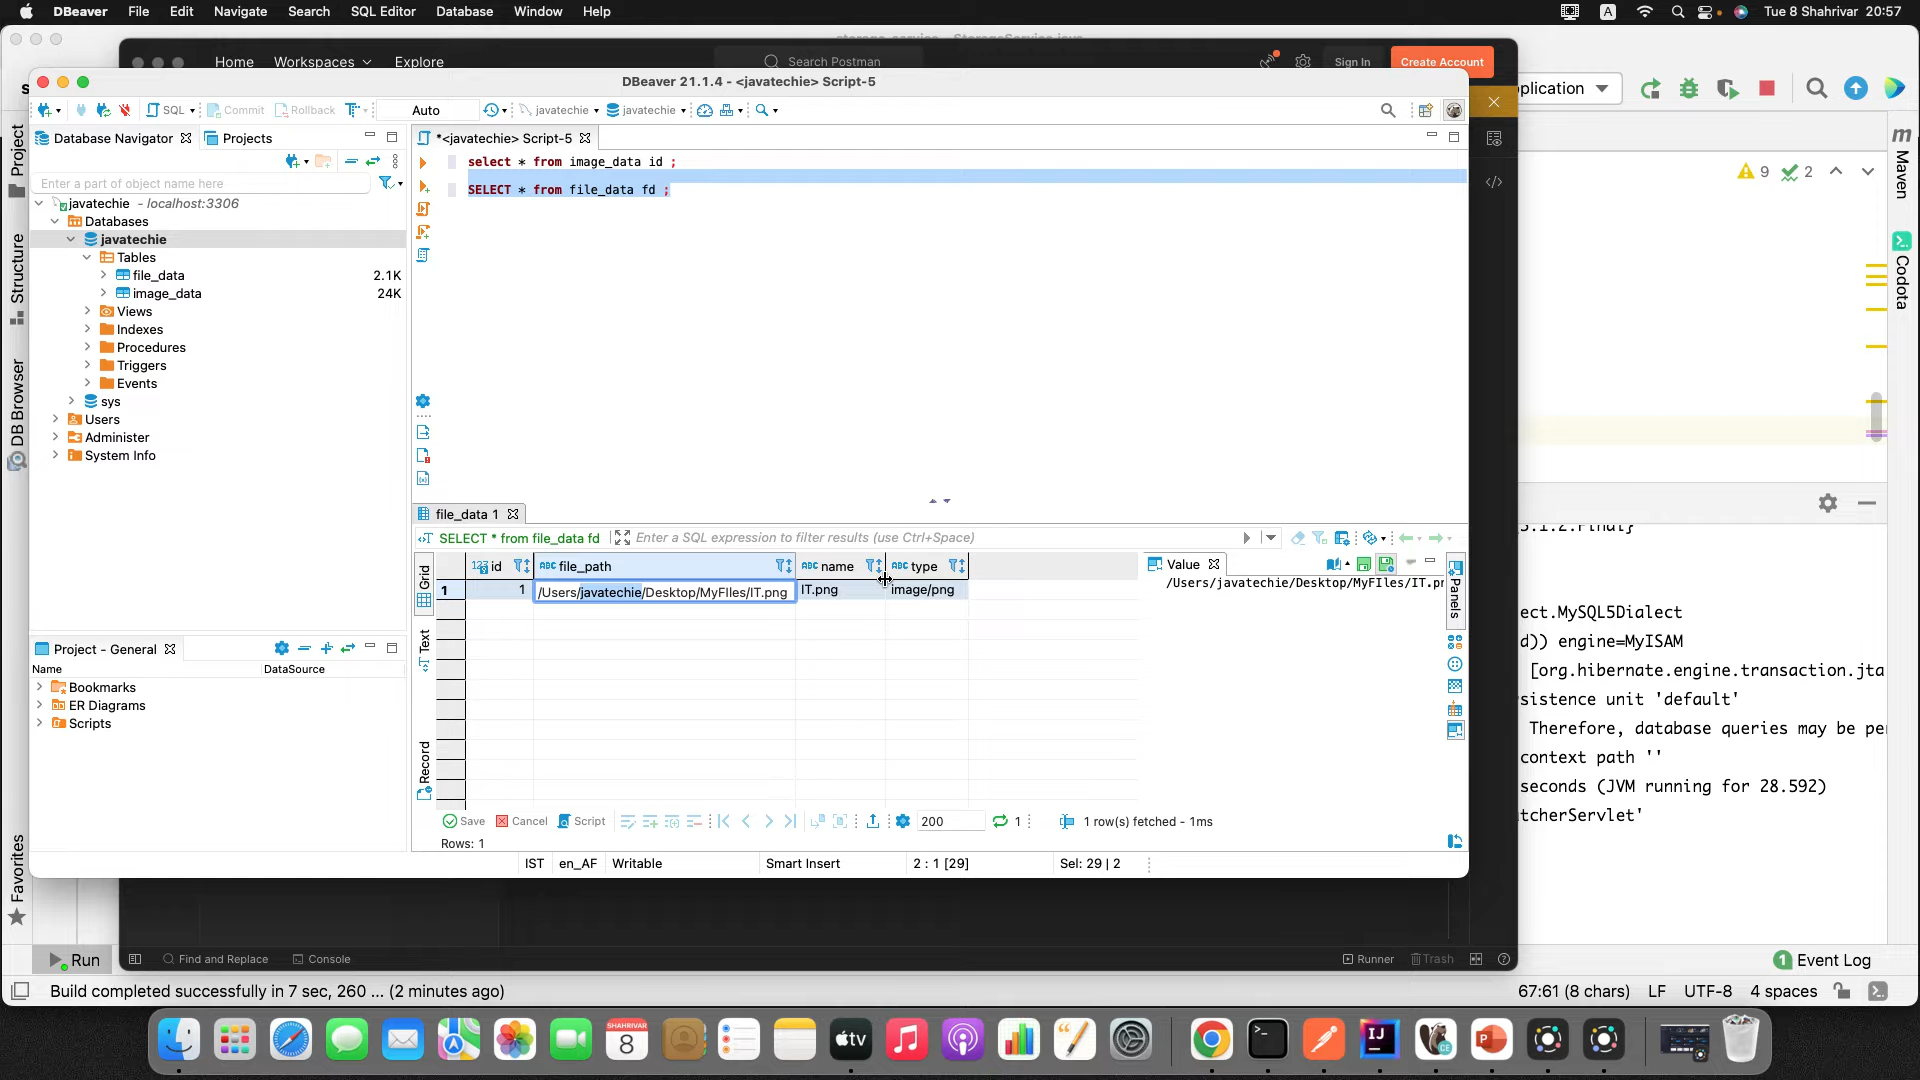 DBeaver File Edit Navigate Search SQL Editor Database Window Help
A
Tue 8 Shahrivar 20:57
Home Workspaces Explore
Search Postman
Sign In
Create Account
DBeaver 21.1.4 - <javatechie> Script-5
SQL
Commit
Rollback
Auto
javatechie
javatechie
Database Navigator
Projects
Enter a part of object name here
javatechie - localhost:3306
Databases
javatechie
Tables
file_data 2.1K
image_data 24K
Views
Indexes
Procedures
Triggers
Events
sys
Users
Administer
System Info
Project - General
Name DataSource
Bookmarks
ER Diagrams
Scripts
*<javatechie> Script-5
select * from image_data id ;
SELECT * from file_data fd ;
file_data 1
SELECT * from file_data fd
Enter a SQL expression to filter results (use Ctrl+Space)
Grid
Text
Record
123 id ABC file_path ABC name ABC type
1 1 /Users/javatechie/Desktop/MyFIles/IT.png IT.png image/png
Value
/Users/javatechie/Desktop/MyFIles/IT.pn
Panels
Save Cancel Script
200
1
1 row(s) fetched - 1ms
Rows: 1
IST en_AF Writable Smart Insert 2 : 1 [29] Sel: 29 | 2
Project
Structure
DB Browser
Favorites
Maven
Codota
9 2
ect.MySQL5Dialect
d)) engine=MyISAM
[org.hibernate.engine.transaction.jta
sistence unit 'default'
Therefore, database queries may be pe
context path ''
seconds (JVM running for 28.592)
tcherServlet'
Find and Replace
Console
Runner
Trash
Run
1 Event Log
Build completed successfully in 7 sec, 260 ... (2 minutes ago)
67:61 (8 chars) LF UTF-8 4 spaces
SHAHRIVAR
8
tv